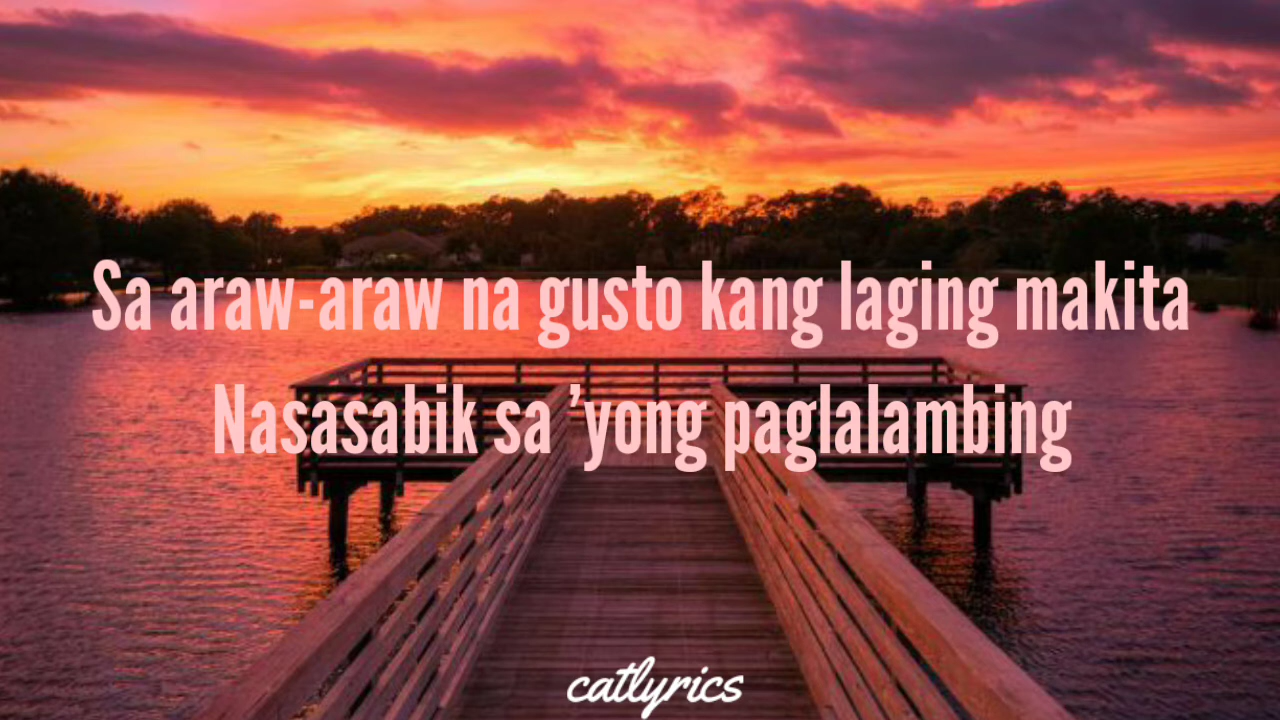 Sa araw-araw na gusto kang laging makita
Nasasabik sa ’yong paglalambing
catlyrics